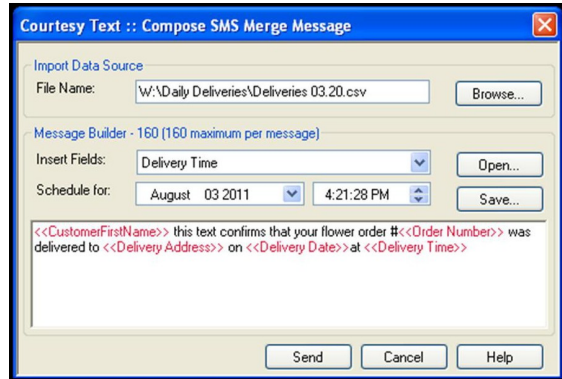 Courtesy Text :: Compose SMS Merge Message
Import Data Source
File Name: W:\Daily Deliveries\Deliveries 03.20.csv Browse...
Message Builder - 160 (160 maximum per message)
Insert Fields: Delivery Time Open...
Schedule for: August 03 2011 4:21:28 PM Save...
<<CustomerFirstName>> this text confirms that your flower order #<<Order Number>> was
delivered to <<Delivery Address>> on <<Delivery Date>>at <<Delivery Time>>
Send Cancel Help